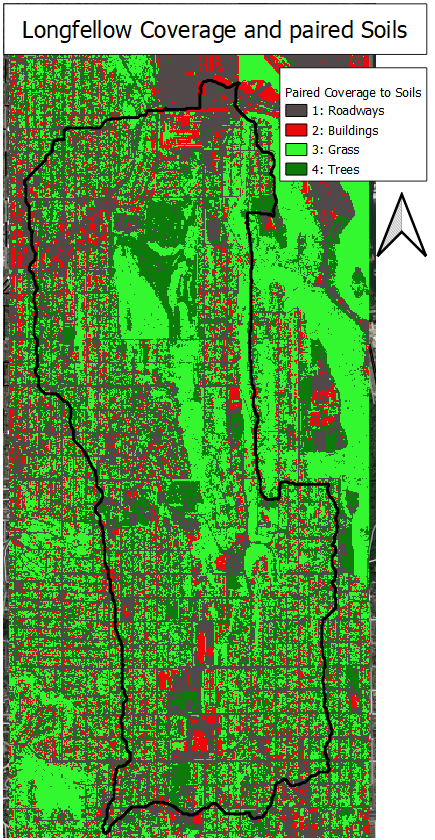 Longfellow Coverage and paired Soils
Paired Coverage to Soils
1: Roadways
2: Buildings
3: Grass
4: Trees